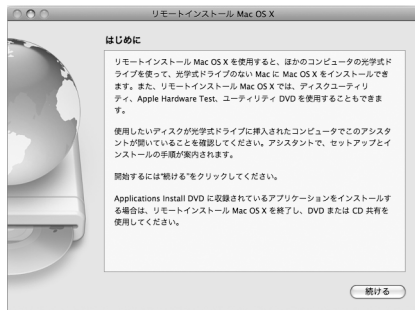 リモートインストール Mac OS X
はじめに
リモートインストール Mac OS X を使用すると、ほかのコンピュータの光学式ド
ライブを使って、光学式ドライブのない Mac に Mac OS X をインストールでき
ます。また、リモートインストール Mac OS X では、ディスクユーティリ
ティ、Apple Hardware Test、ユーティリティ DVD を使用することもできま
す。
使用したいディスクが光学式ドライブに挿入されたコンピュータでこのアシスタ
ントが開いていることを確認してください。アシスタントで、セットアップとイ
ンストールの手順が案内されます。
開始するには"続ける"をクリックしてください。
Applications Install DVD に収録されているアプリケーションをインストールす
る場合は、リモートインストール Mac OS X を終了し、DVD または CD 共有を
使用してください。
続ける